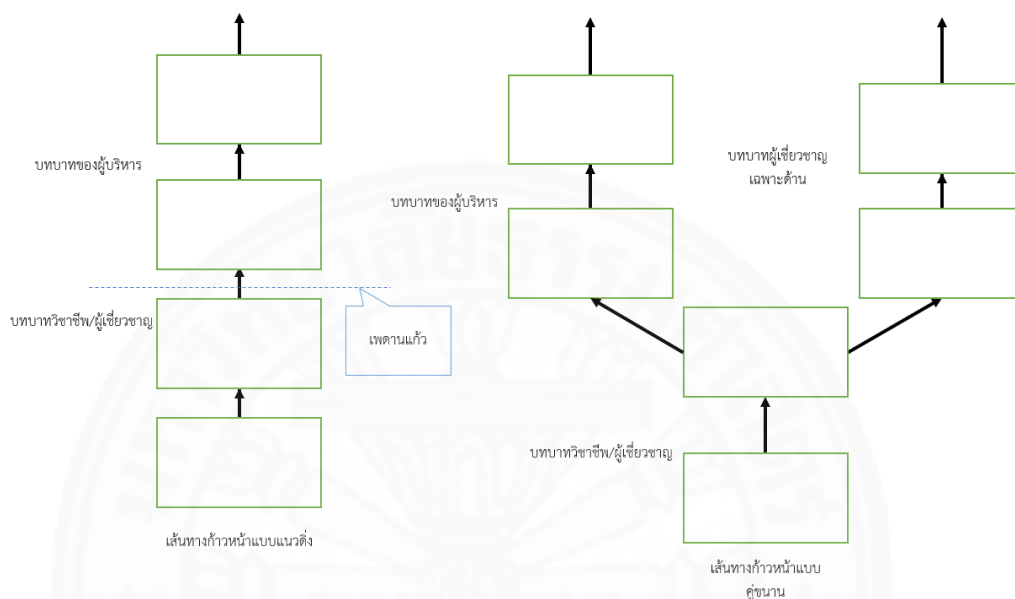 บทบาทของผู้บริหาร
บทบาทวิชาชีพ/ผู้เชี่ยวชาญ
เพดานแก้ว
เส้นทางก้าวหน้าแบบแนวดิ่ง
บทบาทของผู้บริหาร
บทบาทผู้เชี่ยวชาญ
เฉพาะด้าน
บทบาทวิชาชีพ/ผู้เชี่ยวชาญ
เส้นทางก้าวหน้าแบบ
คู่ขนาน